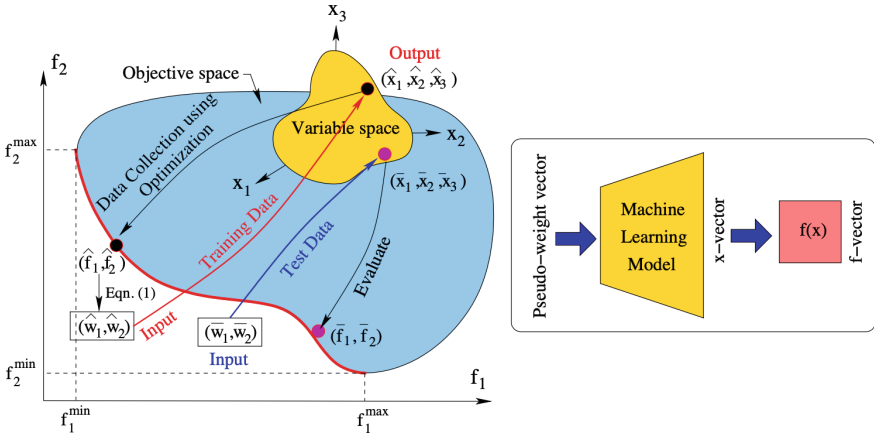 x₃
Output
f₂
Objective space
(x̂₁ ,x̂₂ ,x̂₃)
Data Collection using
Optimization
Variable space
x₂
f₂ᵐᵃˣ
x₁
(x̄₁ ,x̄₂ ,x̄₃)
Training Data
Test Data
Evaluate
(f̂₁,f̂₂)
Eqn. (1)
(ŵ₁,ŵ₂)
Input
(w̄₁,w̄₂)
Input
(f̄₁, f̄₂)
f₂ᵐⁱⁿ
f₁
f₁ᵐⁱⁿ
f₁ᵐᵃˣ
Pseudo-weight vector
Machine
Learning
Model
x-vector
f(x)
f-vector